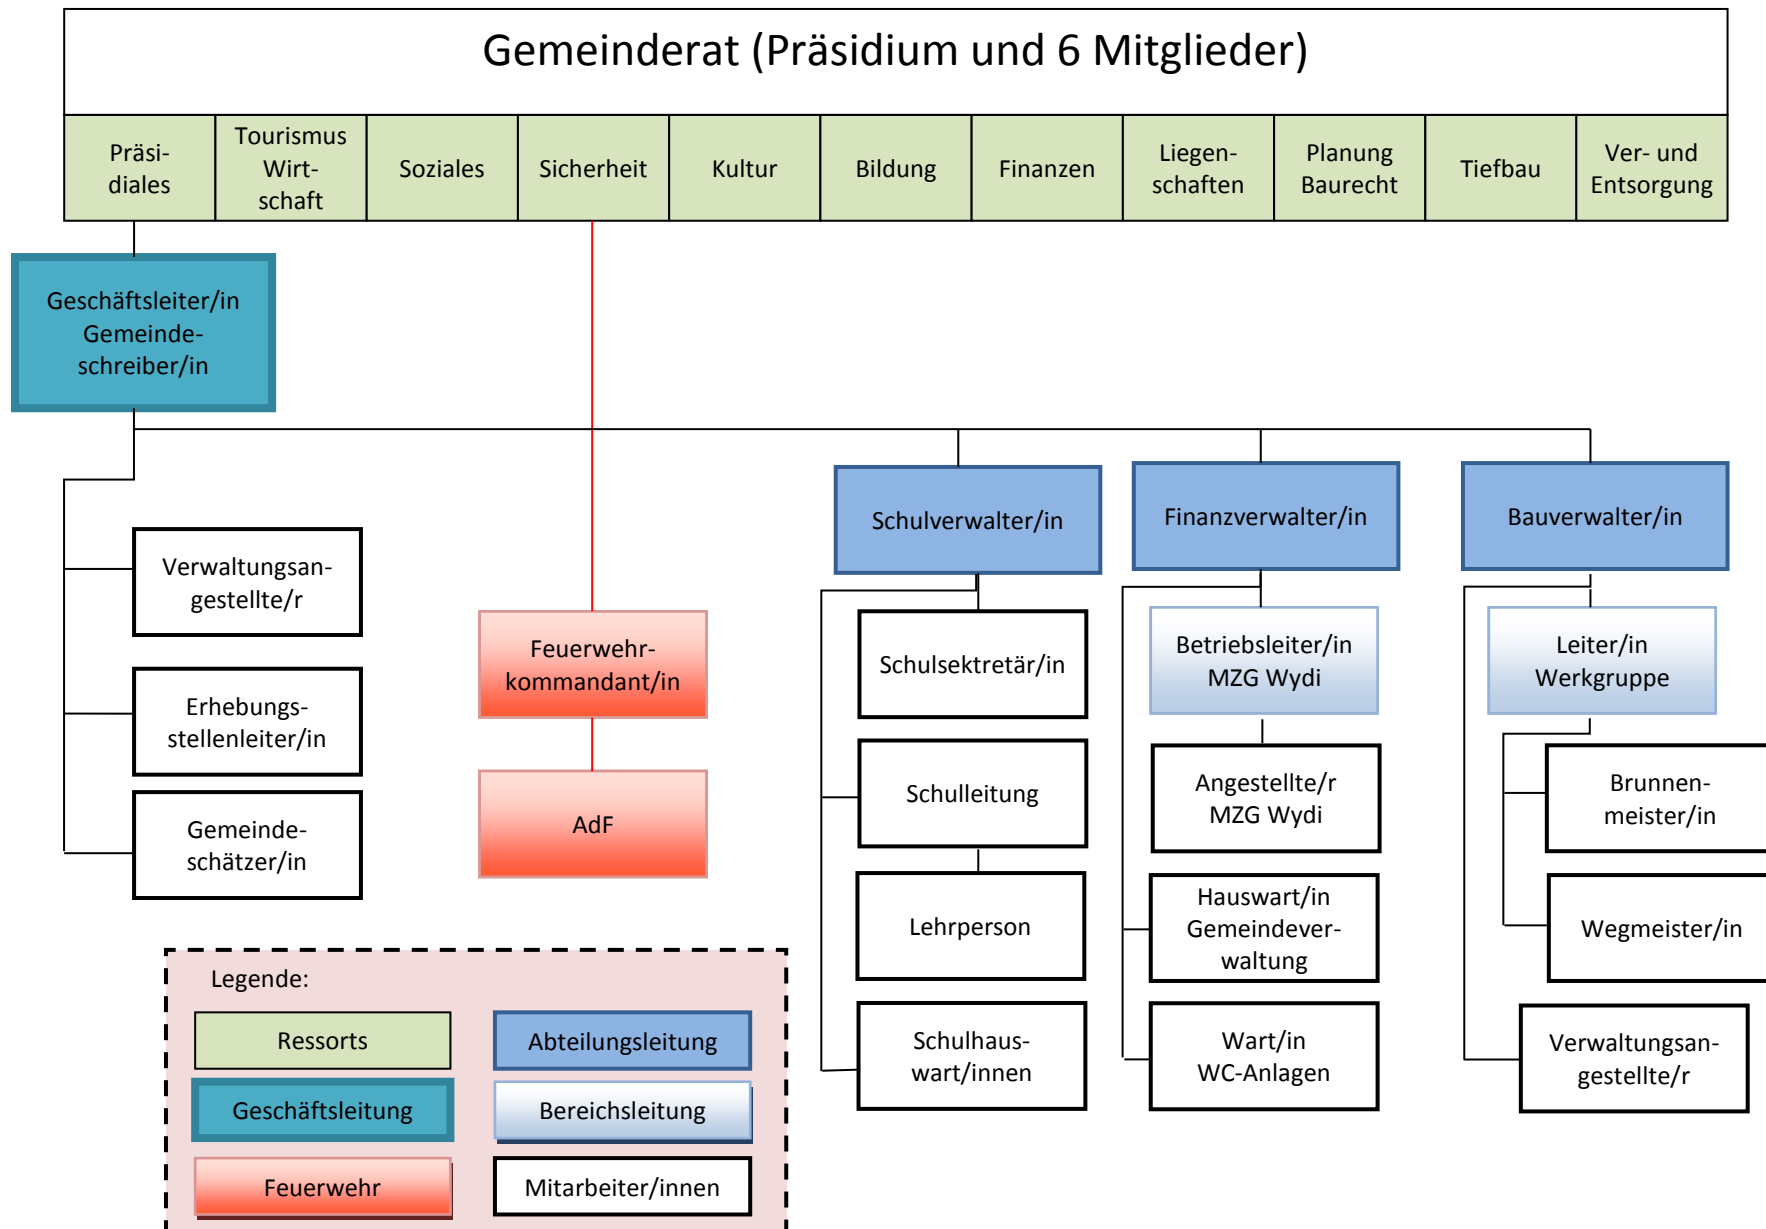 Gemeinderat (Präsidium und 6 Mitglieder)
Präsi-
diales
Tourismus
Wirt-
schaft
Soziales
Sicherheit
Kultur
Bildung
Finanzen
Liegen-
schaften
Planung
Baurecht
Tiefbau
Ver- und
Entsorgung
Geschäftsleiter/in
Gemeinde-
schreiber/in
Schulverwalter/in
Finanzverwalter/in
Bauverwalter/in
Verwaltungsan-
gestellte/r
Erhebungs-
stellenleiter/in
Gemeinde-
schätzer/in
Feuerwehr-
kommandant/in
AdF
Schulsektretär/in
Schulleitung
Lehrperson
Schulhaus-
wart/innen
Betriebsleiter/in
MZG Wydi
Angestellte/r
MZG Wydi
Hauswart/in
Gemeindever-
waltung
Wart/in
WC-Anlagen
Leiter/in
Werkgruppe
Brunnen-
meister/in
Wegmeister/in
Verwaltungsan-
gestellte/r
Legende:
Ressorts
Abteilungsleitung
Geschäftsleitung
Bereichsleitung
Feuerwehr
Mitarbeiter/innen